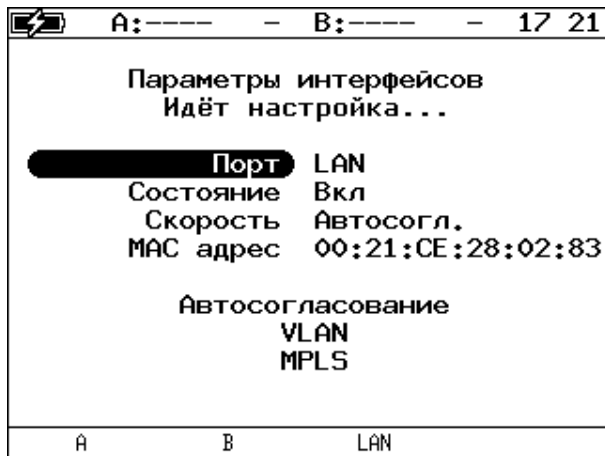 A:---- - B:---- - 17 21
Параметры интерфейсов
Идёт настройка...
Порт LAN
Состояние Вкл
Скорость Автосогл.
MAC адрес 00:21:CE:28:02:83
Автосогласование
VLAN
MPLS
A B LAN